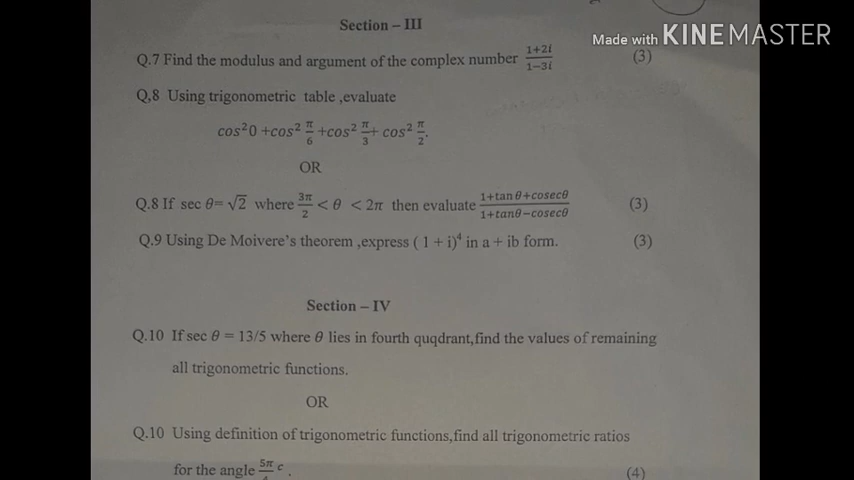 Section – III
Made with KINEMASTER
Q.7 Find the modulus and argument of the complex number (1+2i)/(1−3i) (3)
Q,8 Using trigonometric table ,evaluate
cos²0 +cos² π/6 +cos² π/3+ cos² π/2.
OR
Q.8 If sec θ= √2 where 3π/2 < θ < 2π then evaluate (1+tan θ+cosecθ)/(1+tanθ−cosecθ) (3)
Q.9 Using De Moivere's theorem ,express ( 1 + i)⁴ in a + ib form. (3)
Section – IV
Q.10 If sec θ = 13/5 where θ lies in fourth quqdrant,find the values of remaining
all trigonometric functions.
OR
Q.10 Using definition of trigonometric functions,find all trigonometric ratios
for the angle 5π/4 ᶜ . (4)